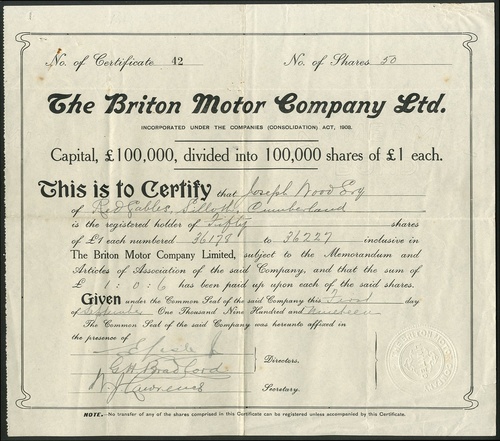 No. of Certificate 42 No. of Shares 50
The Briton Motor Company Ltd.
INCORPORATED UNDER THE COMPANIES (CONSOLIDATION) ACT, 1908.
Capital, £100,000, divided into 100,000 shares of £1 each.
This is to Certify that Joseph Wood Esq
of Red Gables, Silloth, Cumberland
is the registered holder of Fifty shares
of £1 each numbered 36178 to 36227 inclusive in
The Briton Motor Company Limited, subject to the Memorandum and
Articles of Association of the said Company, and that the sum of
£ 1:0:6 has been paid up upon each of the said shares.
Given under the Common Seal of the said Company this day
of One Thousand Nine Hundred and nineteen
The Common Seal of the said Company was hereunto affixed in
the presence of
Directors.
G H Bradford
W Lawrence Secretary.
NOTE.—No transfer of any of the shares comprised in this Certificate can be registered unless accompanied by this Certificate.